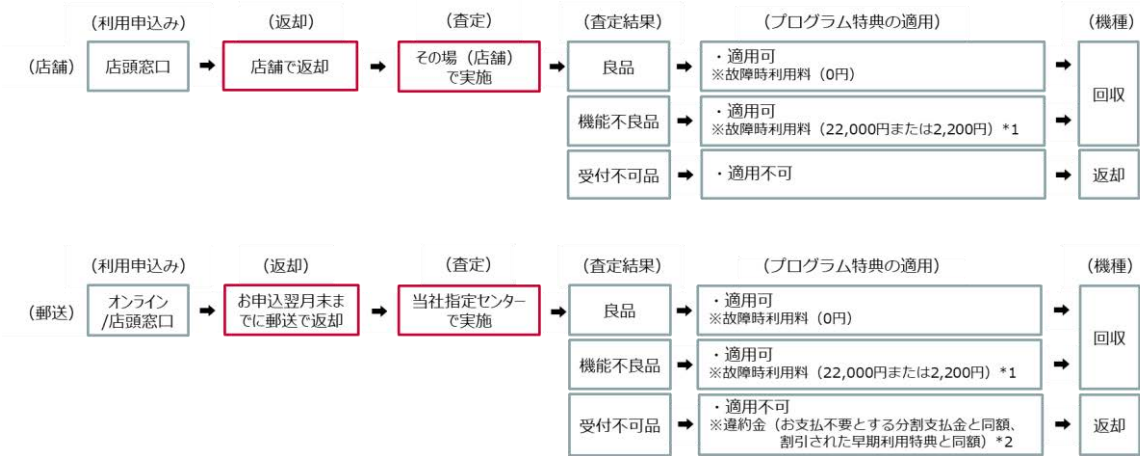 (利用申込み) (返却) (査定) (査定結果) (プログラム特典の適用) (機種)
(店舗) 店頭窓口 ➡ 店舗で返却 ➡ その場（店舗）
で実施 ➡ 良品 ➡ ・適用可
※故障時利用料（0円） ➡ 回収
機能不良品 ➡ ・適用可
※故障時利用料（22,000円または2,200円）*1 ➡
受付不可品 ➡ ・適用不可 ➡ 返却
(利用申込み) (返却) (査定) (査定結果) (プログラム特典の適用) (機種)
(郵送) オンライン
/店頭窓口 ➡ お申込翌月末ま
でに郵送で返却 ➡ 当社指定センター
で実施 ➡ 良品 ➡ ・適用可
※故障時利用料（0円） ➡ 回収
機能不良品 ➡ ・適用可
※故障時利用料（22,000円または2,200円）*1 ➡
受付不可品 ➡ ・適用不可
※違約金（お支払不要とする分割支払金と同額、
割引された早期利用特典と同額）*2 ➡ 返却